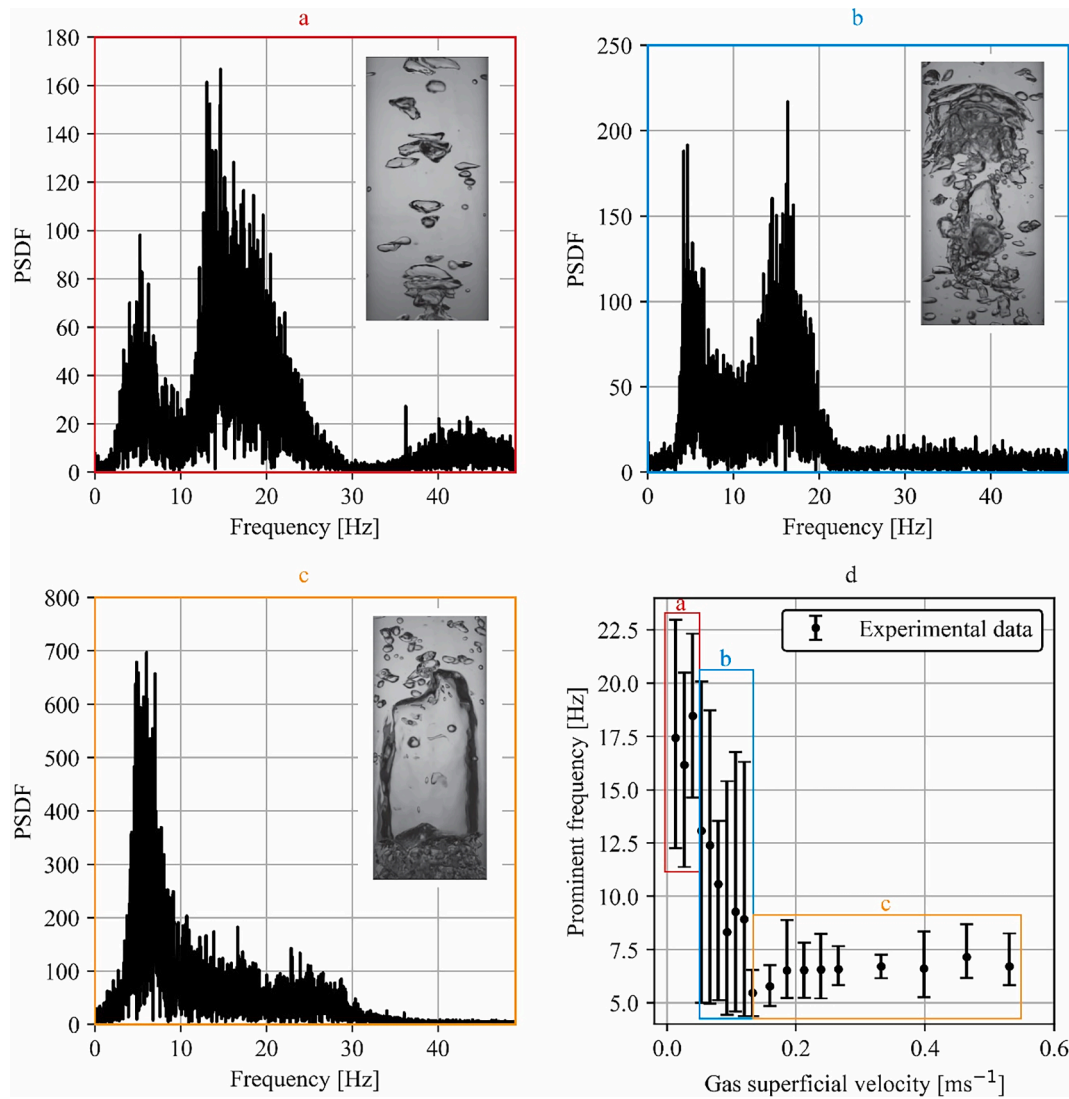 a
180
160
140
120
100
80
60
40
20
0
PSDF
0 10 20 30 40
Frequency [Hz]
b
250
200
150
100
50
0
PSDF
0 10 20 30 40
Frequency [Hz]
c
800
700
600
500
400
300
200
100
0
PSDF
0 10 20 30 40
Frequency [Hz]
d
a
Experimental data
b
c
22.5
20.0
17.5
15.0
12.5
10.0
7.5
5.0
Prominent frequency [Hz]
0.0 0.2 0.4 0.6
Gas superficial velocity [ms⁻¹]